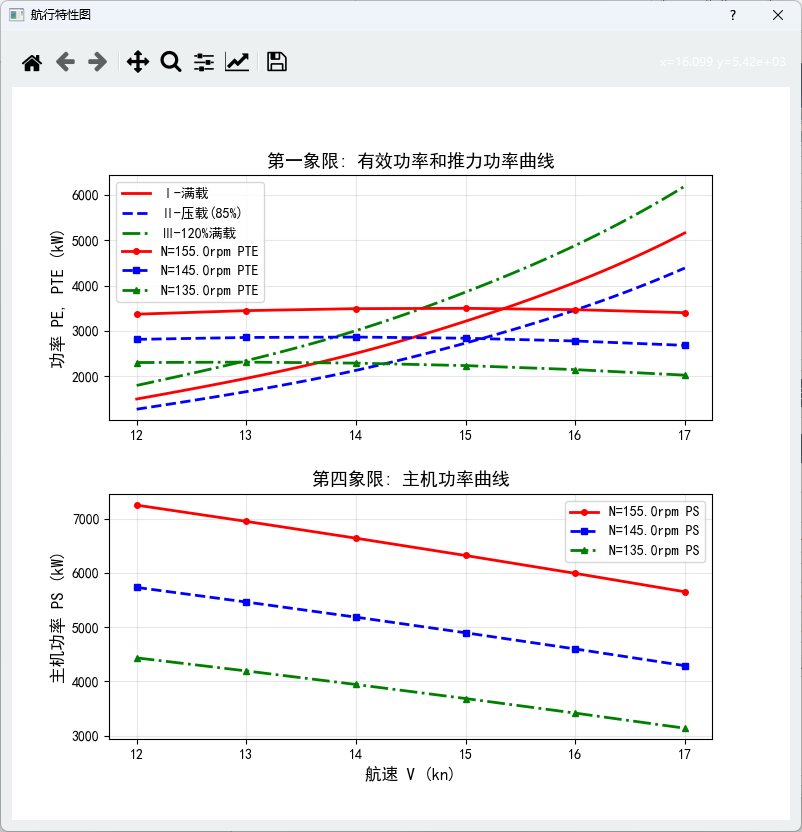 航行特性图
?
x=16.099 y=5.42e+03
第一象限: 有效功率和推力功率曲线
功率 PE, PTE (kW)
6000
5000
4000
3000
2000
Ⅰ-满载
Ⅱ-压载(85%)
Ⅲ-120%满载
N=155.0rpm PTE
N=145.0rpm PTE
N=135.0rpm PTE
12 13 14 15 16 17
第四象限: 主机功率曲线
主机功率 PS (kW)
7000
6000
5000
4000
3000
N=155.0rpm PS
N=145.0rpm PS
N=135.0rpm PS
12 13 14 15 16 17
航速 V (kn)